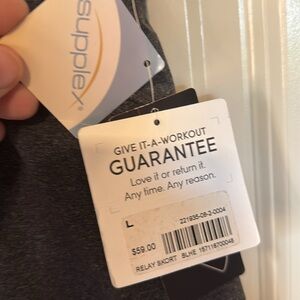 supplex®
GIVE IT-A-WORKOUT
GUARANTEE
Love it or return it.
Any time. Any reason.
L
221935-08-2-0004
$59.00
RELAY SKORT BLHE 157116700048